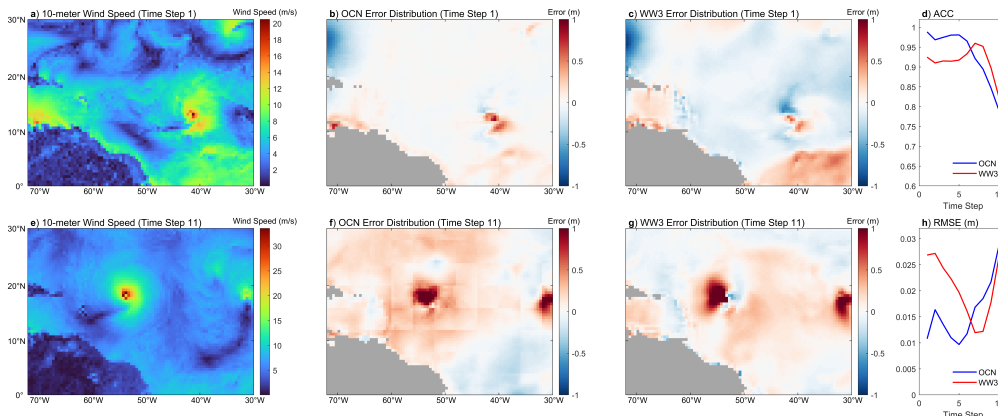 a) 10-meter Wind Speed (Time Step 1)
Wind Speed (m/s)
30°N
20°N
10°N
0°
70°W
60°W
50°W
40°W
30°W
20
18
16
14
12
10
8
6
4
2
b) OCN Error Distribution (Time Step 1)
Error (m)
70°W
60°W
50°W
40°W
30°W
1
0.5
0
-0.5
-1
c) WW3 Error Distribution (Time Step 1)
Error (m)
70°W
60°W
50°W
40°W
30°W
1
0.5
0
-0.5
-1
d) ACC
1
0.95
0.9
0.85
0.8
0.75
0.7
0.65
0.6
0
5
OCN
WW3
Time Step
e) 10-meter Wind Speed (Time Step 11)
Wind Speed (m/s)
30°N
20°N
10°N
0°
70°W
60°W
50°W
40°W
30°W
30
25
20
15
10
5
f) OCN Error Distribution (Time Step 11)
Error (m)
70°W
60°W
50°W
40°W
30°W
1
0.5
0
-0.5
-1
g) WW3 Error Distribution (Time Step 11)
Error (m)
70°W
60°W
50°W
40°W
30°W
1
0.5
0
-0.5
-1
h) RMSE (m)
0.03
0.025
0.02
0.015
0.01
0.005
0
0
5
OCN
WW3
Time Step